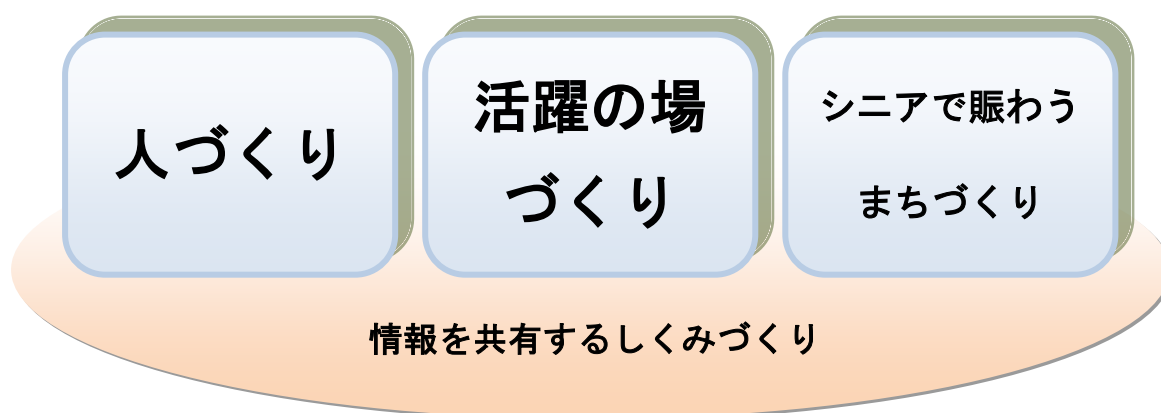 人づくり
活躍の場
づくり
シニアで賑わう
まちづくり
情報を共有するしくみづくり